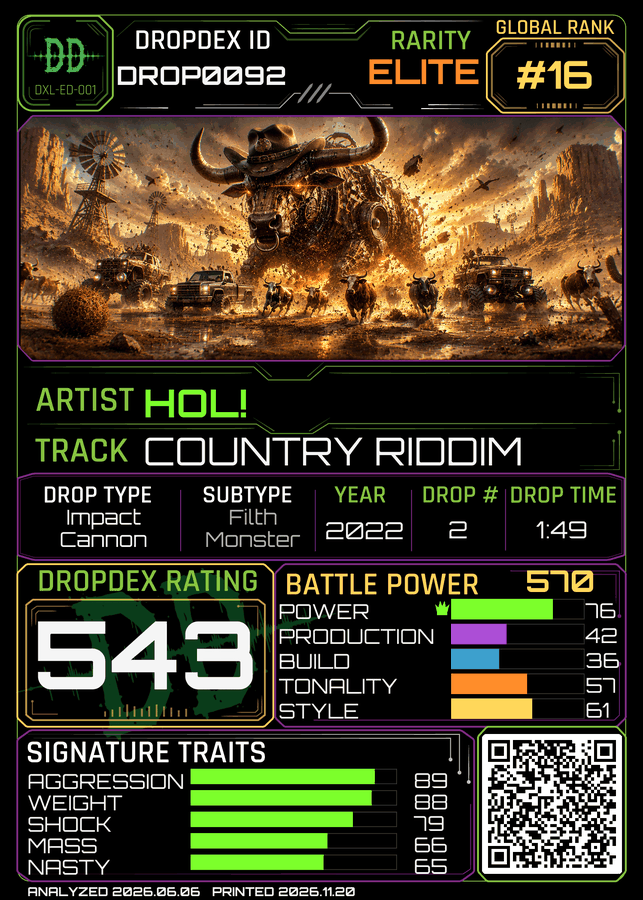 DROPDEX ID
DROP0092
RARITY
ELITE
GLOBAL RANK
#16
DD
DXL-ED-001
ARTIST HOL!
TRACK COUNTRY RIDDIM
DROP TYPE
Impact
Cannon
SUBTYPE
Filth
Monster
YEAR
2022
DROP #
2
DROP TIME
1:49
DROPDEX RATING
543
BATTLE POWER 570
POWER 76
PRODUCTION 42
BUILD 36
TONALITY 57
STYLE 61
SIGNATURE TRAITS
AGGRESSION 89
WEIGHT 88
SHOCK 79
MASS 66
NASTY 65
ANALYZED 2026.06.06 PRINTED 2026.11.20